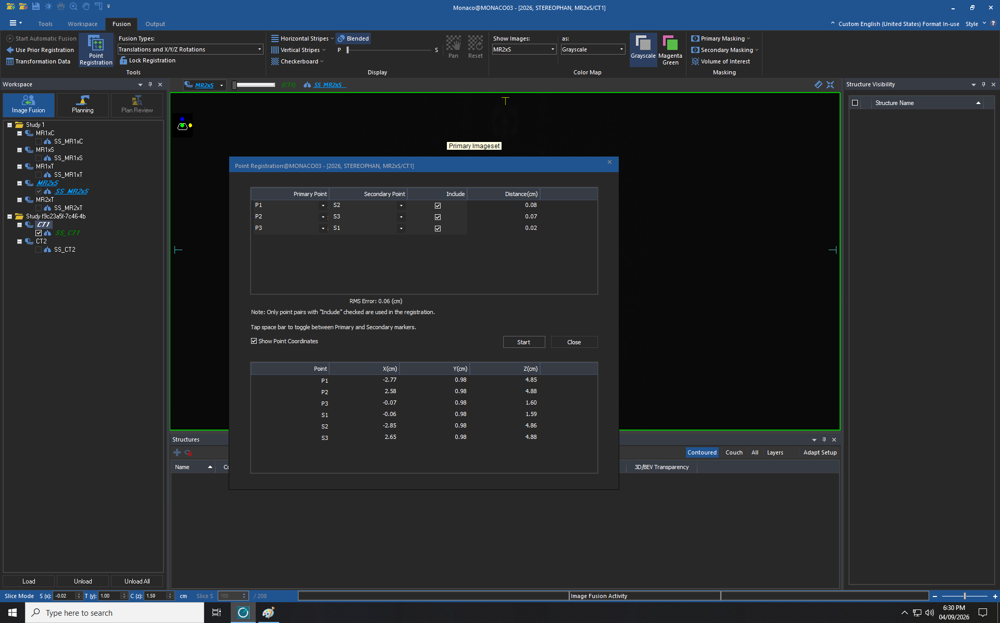 Monaco@MONACO03 - [2026, STEREOPHAN, MR2xS/CT1]
Tools Workspace Fusion Output
Custom English (United States) Format In-use Style
Start Automatic Fusion
Use Prior Registration
Transformation Data
Point Registration
Fusion Types:
Translations and X/Y/Z Rotations
Lock Registration
Tools
Horizontal Stripes
Vertical Stripes
Checkerboard
Blended
P S
Pan
Reset
Display
Show Images:
MR2xS
as:
Grayscale
Grayscale
Magenta Green
Color Map
Primary Masking
Secondary Masking
Volume of Interest
Masking
Workspace
Image Fusion
Planning
Plan Review
Study 1
MR1xC
SS_MR1xC
MR1xS
SS_MR1xS
MR1xT
SS_MR1xT
MR2xS
SS_MR2xS
MR2xT
SS_MR2xT
Study f9c23a5f-7c46-4b
CT1
SS_CT1
CT2
SS_CT2
Load Unload Unload All
MR2xS (CT1) SS_MR2xS
Primary Imageset
Point Registration@MONACO03 - [2026, STEREOPHAN, MR2xS/CT1]
Primary Point Secondary Point Include Distance(cm)
P1 S2 0.08
P2 S3 0.07
P3 S1 0.02
RMS Error: 0.06 (cm)
Note: Only point pairs with "Include" checked are used in the registration.
Tap space bar to toggle between Primary and Secondary markers.
Show Point Coordinates
Start Close
Point X(cm) Y(cm) Z(cm)
P1 -2.77 0.98 4.85
P2 2.58 0.98 4.88
P3 -0.07 0.98 1.60
S1 -0.06 0.98 1.59
S2 -2.85 0.98 4.86
S3 2.65 0.98 4.88
Structures
Contoured Couch All Layers Adapt Setup
Name Co 3D/BEV Transparency
Structure Visibility
Structure Name
Slice Mode S (x): -0.02 T (y): 1.00 C (z): 1.59 cm Slice S 105 / 208
Image Fusion Activity
Type here to search
6:30 PM
04/09/2026